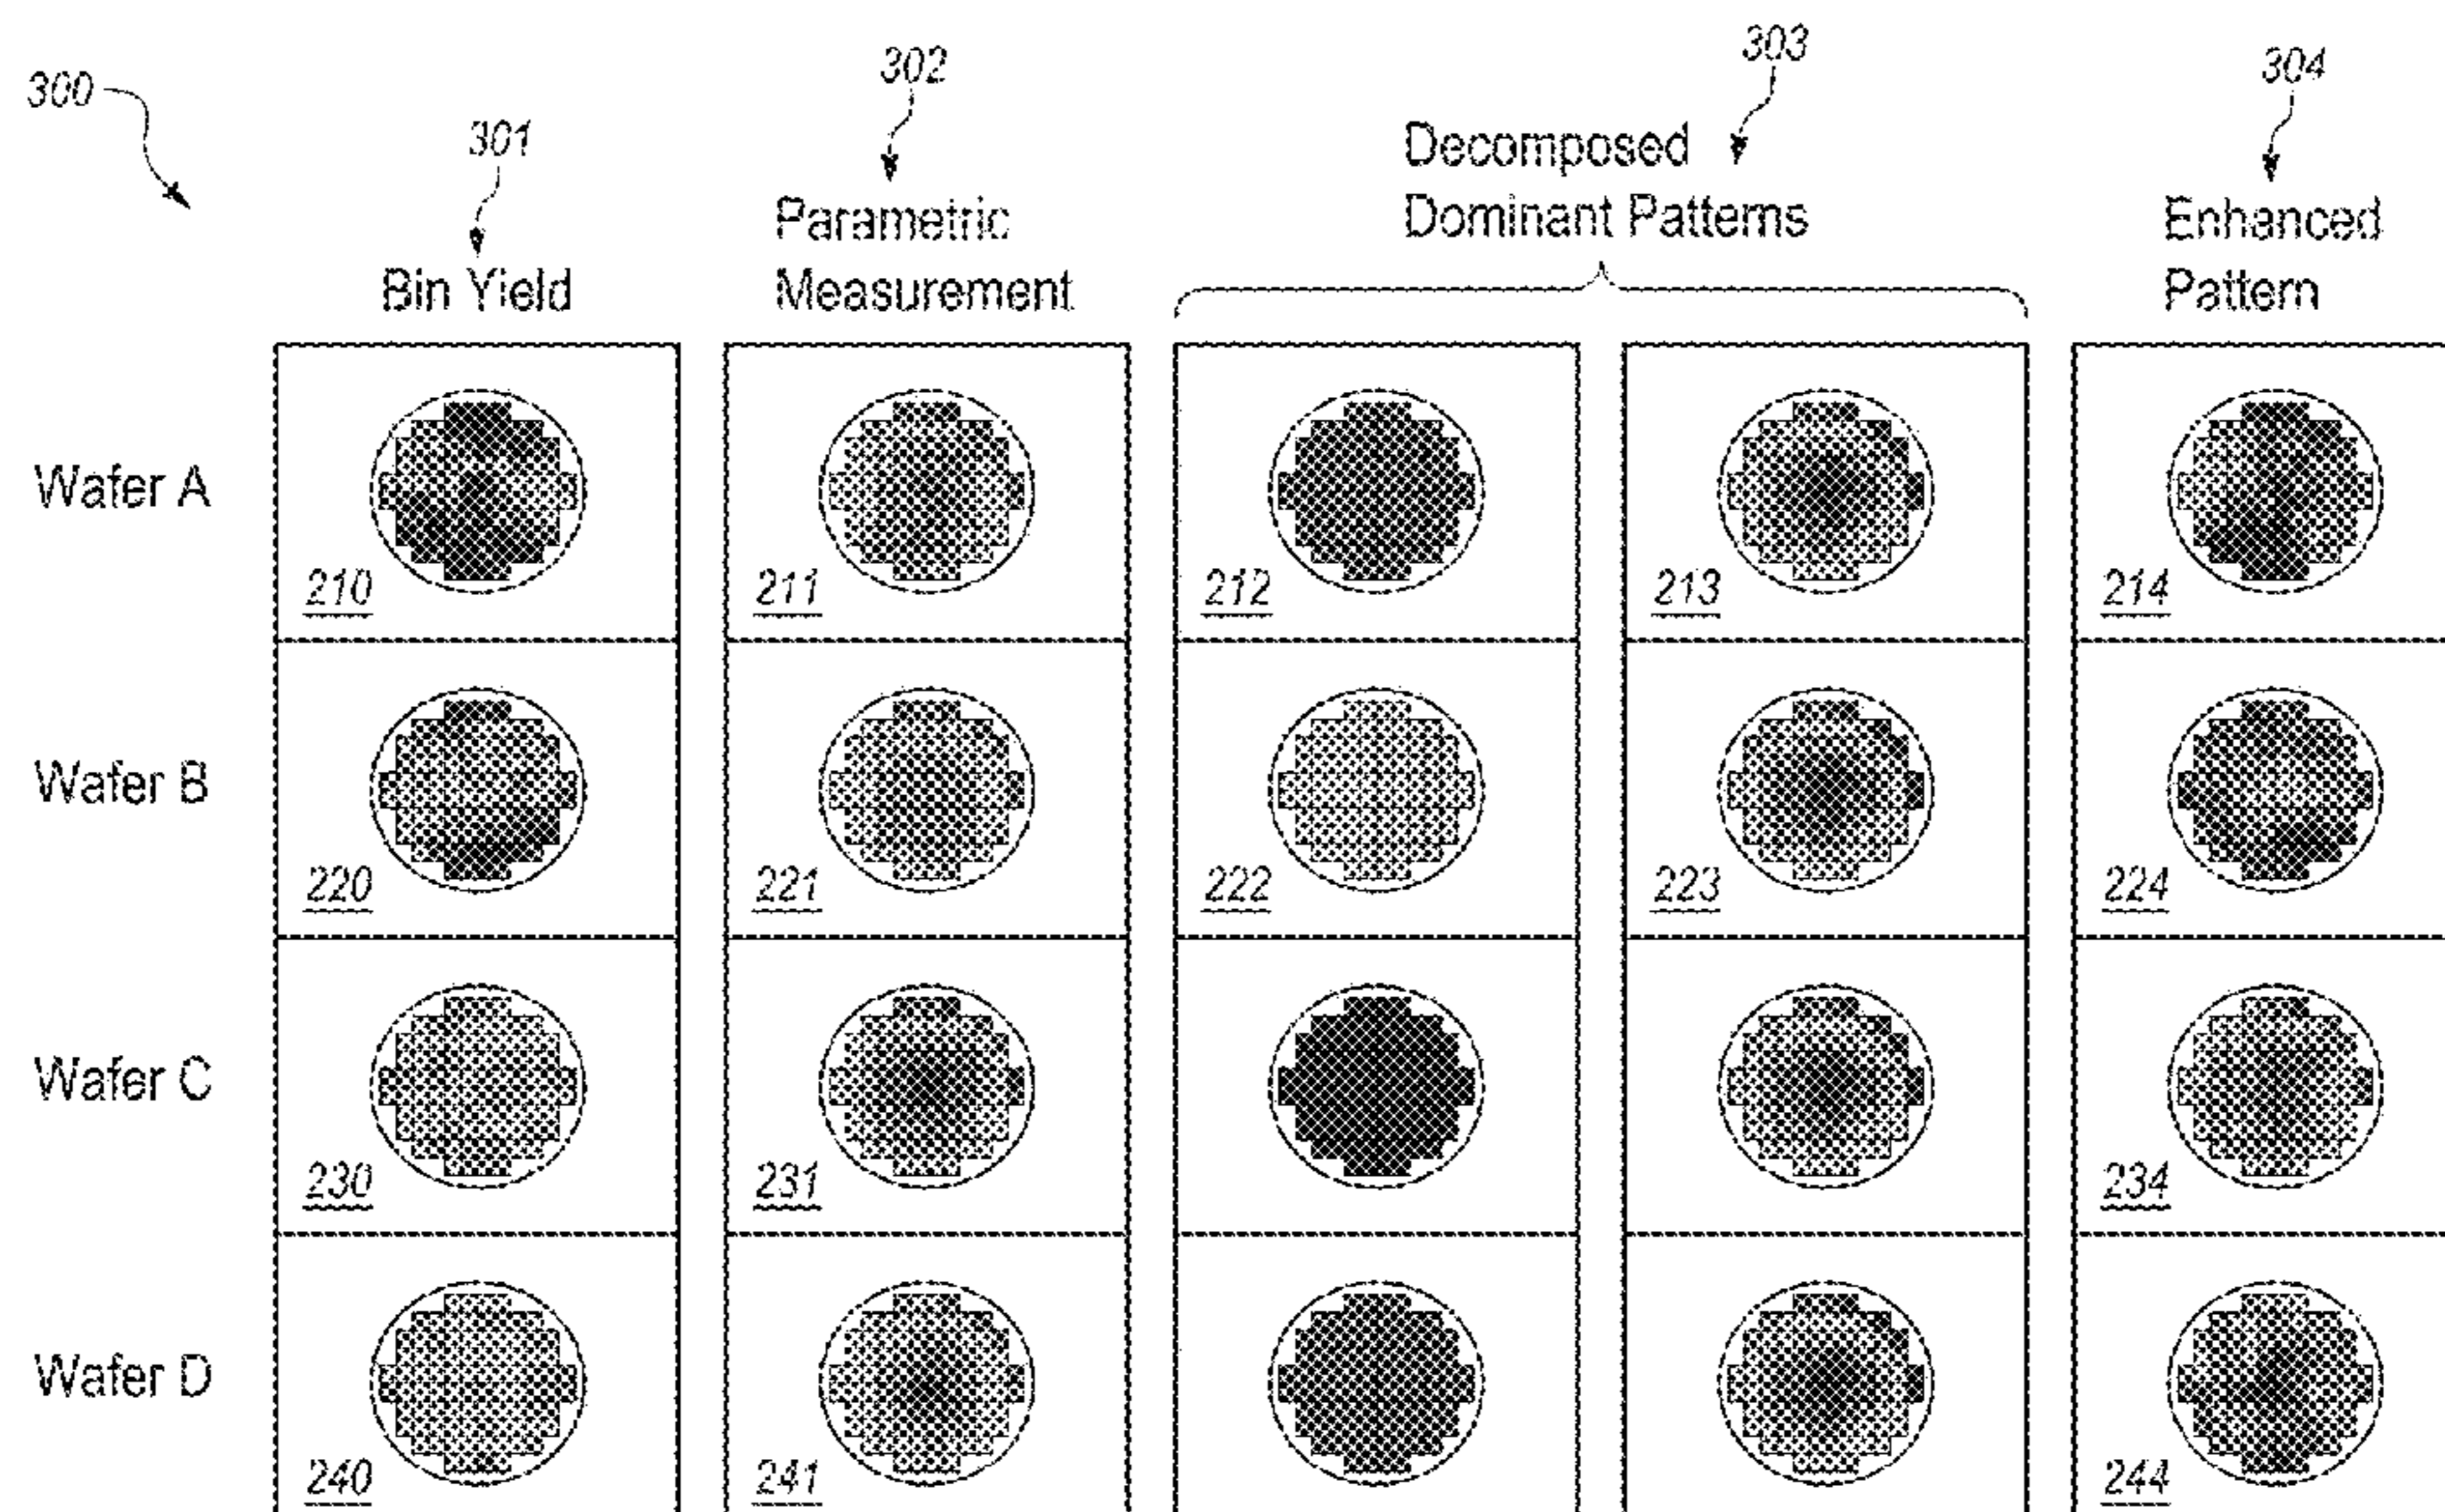 300
301
302
303
304
Bin Yield
Parametric
Measurement
Decomposed
Dominant Patterns
Enhanced
Pattern
Wafer A
210
211
212
213
214
Wafer B
220
221
222
223
224
Wafer C
230
231
234
Wafer D
240
241
244